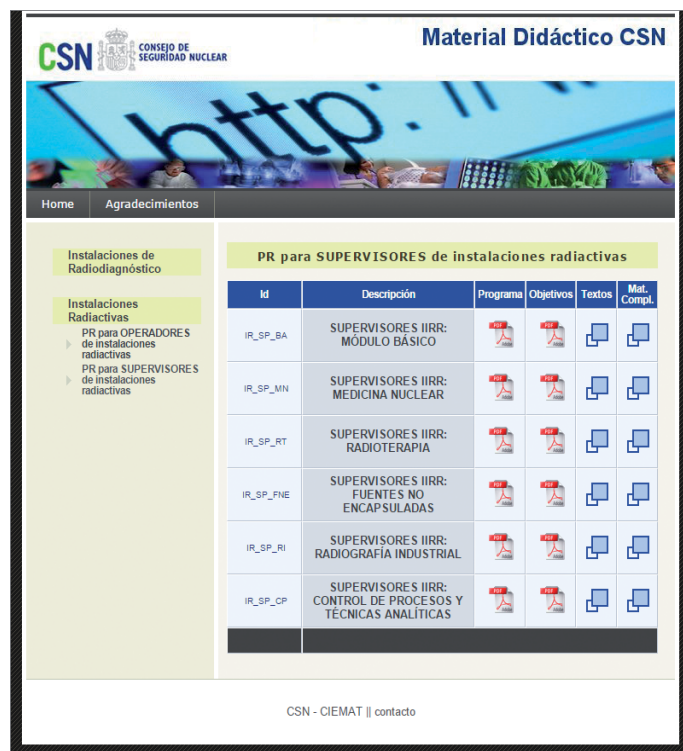 CSN
CONSEJO DE
SEGURIDAD NUCLEAR
Material Didáctico CSN
http://
Home
Agradecimientos
Instalaciones de
Radiodiagnóstico
Instalaciones
Radiactivas
PR para OPERADORES
de instalaciones
radiactivas
PR para SUPERVISORES
de instalaciones
radiactivas
PR para SUPERVISORES de instalaciones radiactivas
Id
Descripción
Programa
Objetivos
Textos
Mat.
Compl.
IR_SP_BA
SUPERVISORES IIRR:
MÓDULO BÁSICO
IR_SP_MN
SUPERVISORES IIRR:
MEDICINA NUCLEAR
IR_SP_RT
SUPERVISORES IIRR:
RADIOTERAPIA
IR_SP_FNE
SUPERVISORES IIRR:
FUENTES NO
ENCAPSULADAS
IR_SP_RI
SUPERVISORES IIRR:
RADIOGRAFÍA INDUSTRIAL
IR_SP_CP
SUPERVISORES IIRR:
CONTROL DE PROCESOS Y
TÉCNICAS ANALÍTICAS
CSN - CIEMAT || contacto